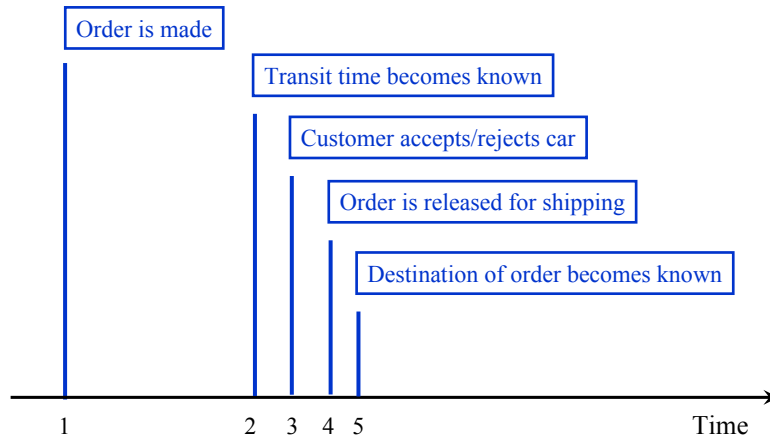 Order is made
Transit time becomes known
Customer accepts/rejects car
Order is released for shipping
Destination of order becomes known
1 2 3 4 5 Time